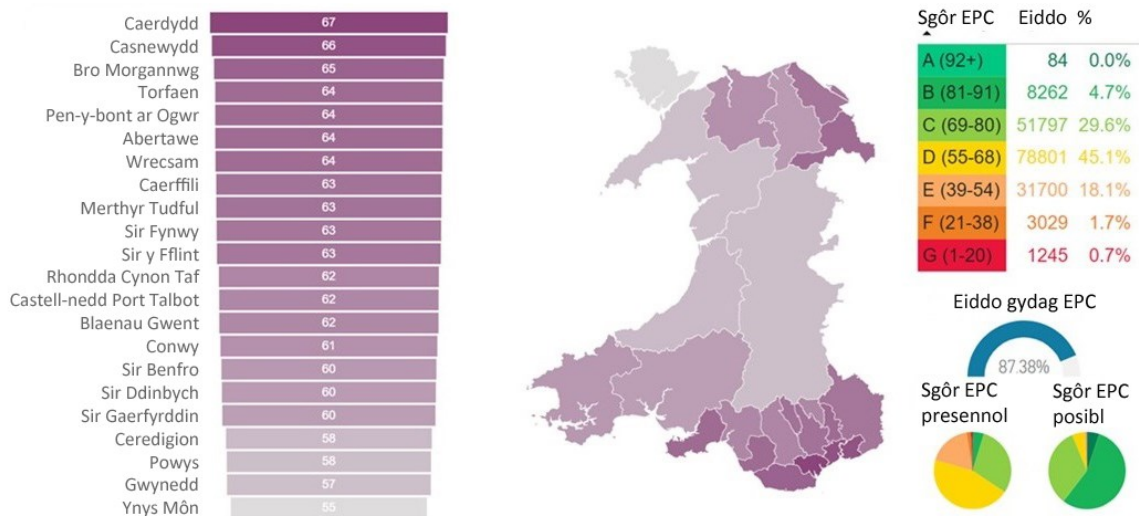 Caerdydd 67
Casnewydd 66
Bro Morgannwg 65
Torfaen 64
Pen-y-bont ar Ogwr 64
Abertawe 64
Wrecsam 64
Caerffili 63
Merthyr Tudful 63
Sir Fynwy 63
Sir y Fflint 63
Rhondda Cynon Taf 62
Castell-nedd Port Talbot 62
Blaenau Gwent 62
Conwy 61
Sir Benfro 60
Sir Ddinbych 60
Sir Gaerfyrddin 60
Ceredigion 58
Powys 58
Gwynedd 57
Ynys Môn 55
Sgôr EPC Eiddo %
A (92+) 84 0.0%
B (81-91) 8262 4.7%
C (69-80) 51797 29.6%
D (55-68) 78801 45.1%
E (39-54) 31700 18.1%
F (21-38) 3029 1.7%
G (1-20) 1245 0.7%
Eiddo gydag EPC
87.38%
Sgôr EPC presennol
Sgôr EPC posibl